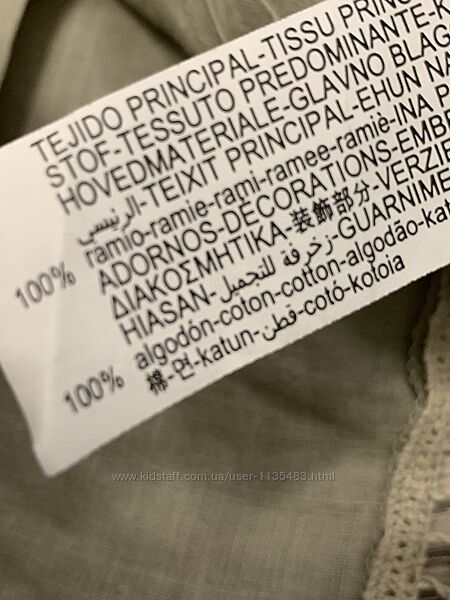 TEJIDO PRINCIPAL-TISSU PRINC
STOF-TESSUTO PREDOMINANTE-K
HOVEDMATERIALE-GLAVNO BLAG
الرئيسي-TEIXIT PRINCIPAL-EHUN NA
100% ramio-ramie-rami-ramee-ramiè-INA P
ADORNOS-DECORATIONS-EMBE
ΔΙΑΚΟΣΜΗΤΙΚΑ-装飾部分-VERZIE
HIASAN-زخرفة للتجميل-GUARNIME
100% algodón-coton-cotton-algodão-kat
棉-면-katun-قطن-cotó-kotoia
www.kidstaff.com.ua/user-1135483.html